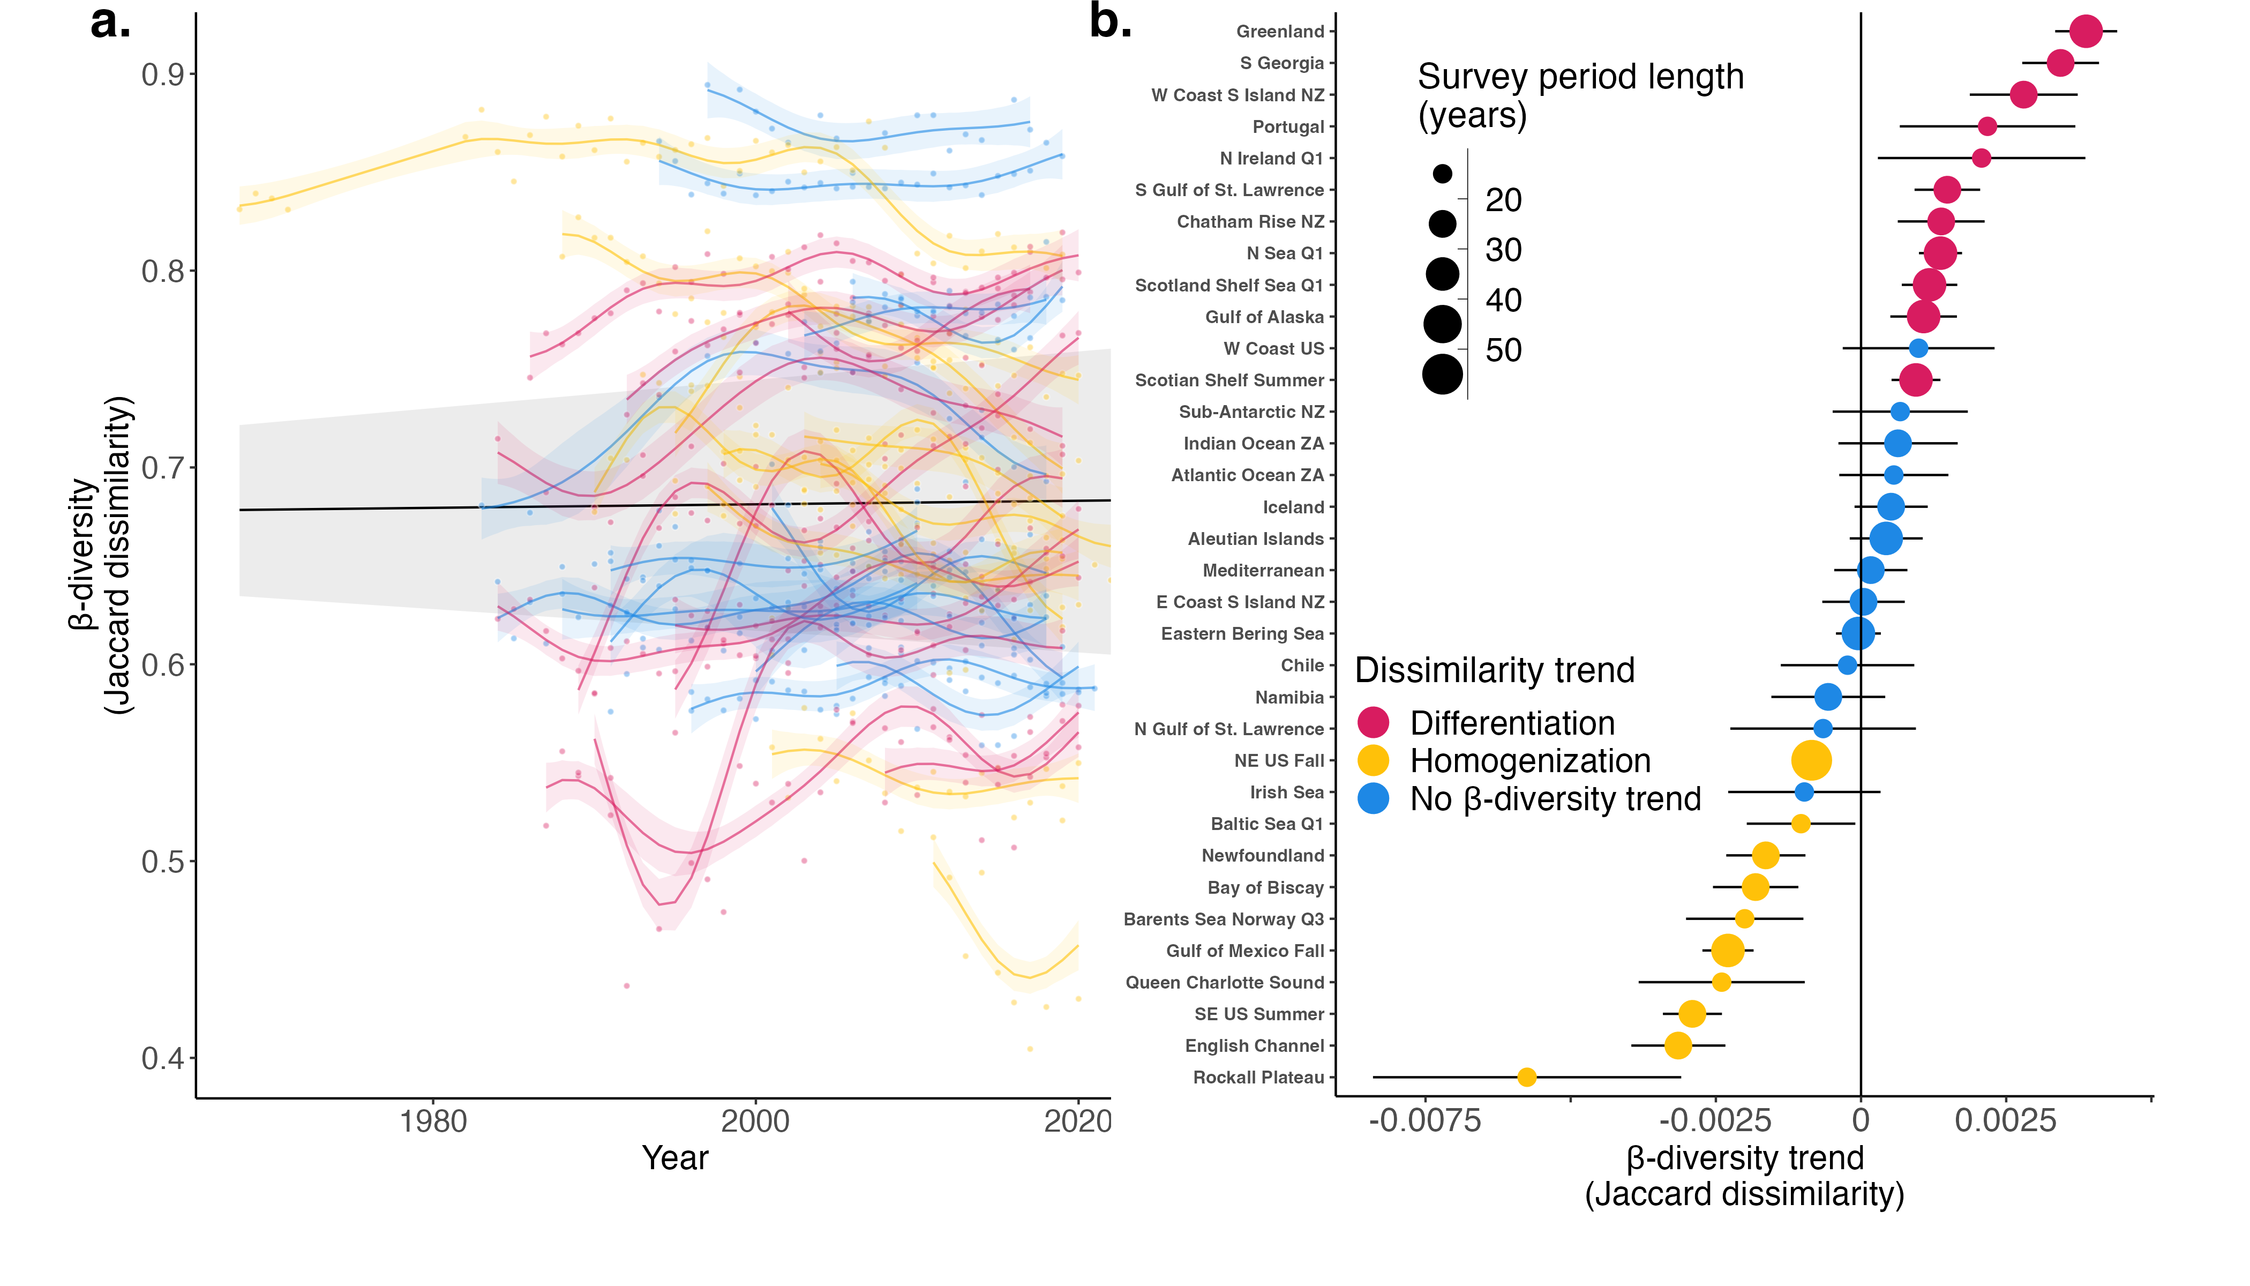 a.
0.9
0.8
0.7
0.6
0.5
0.4
β-diversity
(Jaccard dissimilarity)
1980
2000
2020
Year
b.
Greenland
S Georgia
W Coast S Island NZ
Portugal
N Ireland Q1
S Gulf of St. Lawrence
Chatham Rise NZ
N Sea Q1
Scotland Shelf Sea Q1
Gulf of Alaska
W Coast US
Scotian Shelf Summer
Sub-Antarctic NZ
Indian Ocean ZA
Atlantic Ocean ZA
Iceland
Aleutian Islands
Mediterranean
E Coast S Island NZ
Eastern Bering Sea
Chile
Namibia
N Gulf of St. Lawrence
NE US Fall
Irish Sea
Baltic Sea Q1
Newfoundland
Bay of Biscay
Barents Sea Norway Q3
Gulf of Mexico Fall
Queen Charlotte Sound
SE US Summer
English Channel
Rockall Plateau
Survey period length
(years)
20
30
40
50
Dissimilarity trend
Differentiation
Homogenization
No β-diversity trend
-0.0075
-0.0025
0
0.0025
β-diversity trend
(Jaccard dissimilarity)